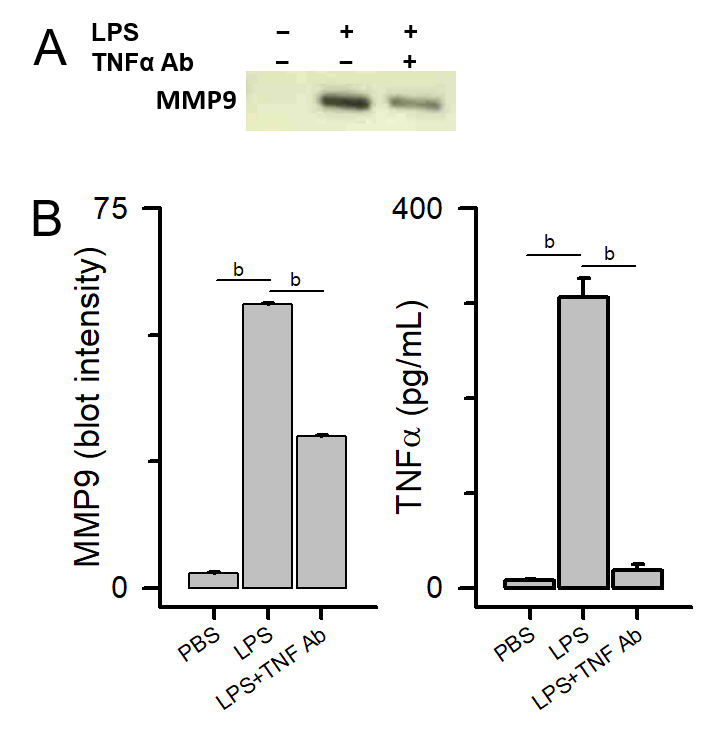 A
LPS – + +
TNFα Ab – – +
MMP9
B
75
MMP9 (blot intensity)
0
b
b
PBS
LPS
LPS+TNF Ab
400
TNFα (pg/mL)
0
b
b
PBS
LPS
LPS+TNF Ab